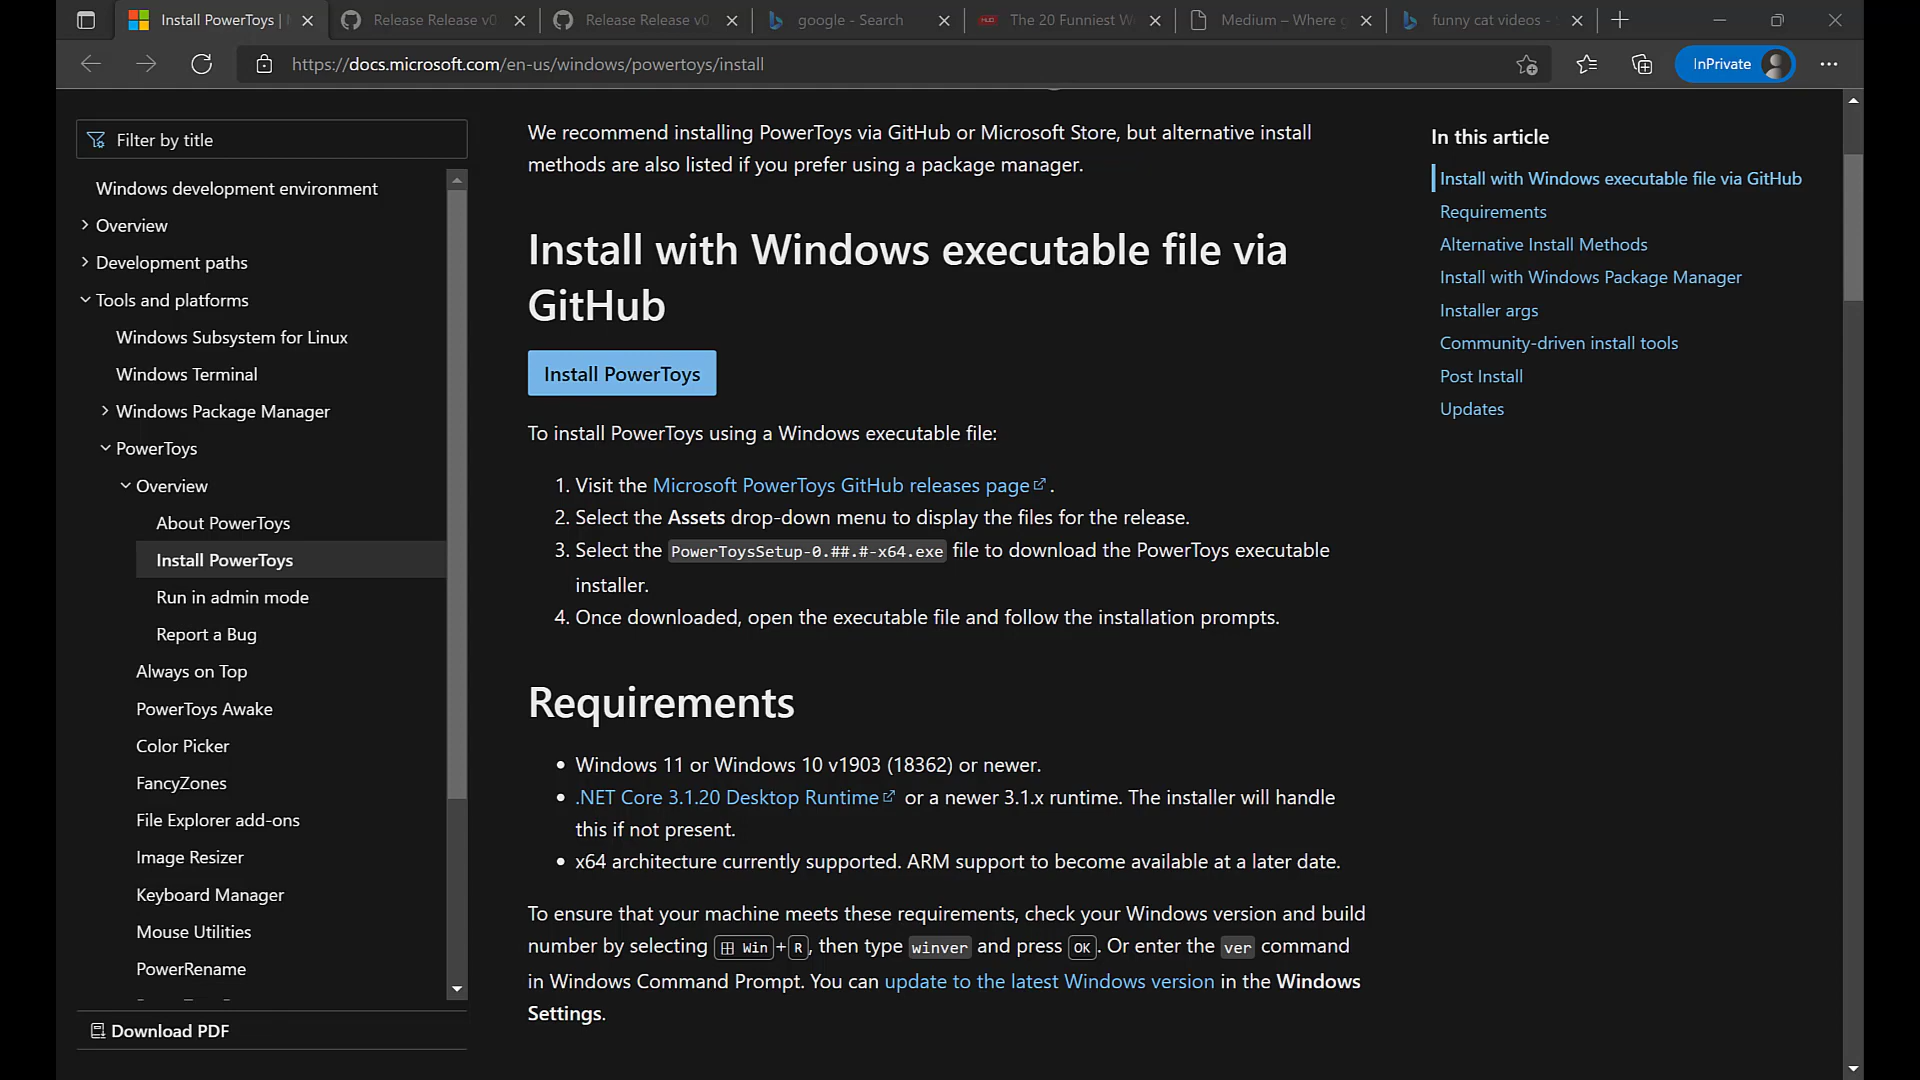 Install PowerToys |
Release Release v0
Release Release v0
google - Search
The 20 Funniest W
Medium – Where g
funny cat videos -
https://docs.microsoft.com/en-us/windows/powertoys/install
InPrivate
Filter by title
Windows development environment
Overview
Development paths
Tools and platforms
Windows Subsystem for Linux
Windows Terminal
Windows Package Manager
PowerToys
Overview
About PowerToys
Install PowerToys
Run in admin mode
Report a Bug
Always on Top
PowerToys Awake
Color Picker
FancyZones
File Explorer add-ons
Image Resizer
Keyboard Manager
Mouse Utilities
PowerRename
Download PDF
We recommend installing PowerToys via GitHub or Microsoft Store, but alternative install
methods are also listed if you prefer using a package manager.
Install with Windows executable file via
GitHub
Install PowerToys
To install PowerToys using a Windows executable file:
1. Visit the Microsoft PowerToys GitHub releases page.
2. Select the Assets drop-down menu to display the files for the release.
3. Select the PowerToysSetup-0.##.#-x64.exe file to download the PowerToys executable
installer.
4. Once downloaded, open the executable file and follow the installation prompts.
Requirements
• Windows 11 or Windows 10 v1903 (18362) or newer.
• .NET Core 3.1.20 Desktop Runtime or a newer 3.1.x runtime. The installer will handle
this if not present.
• x64 architecture currently supported. ARM support to become available at a later date.
To ensure that your machine meets these requirements, check your Windows version and build
number by selecting Win+R, then type winver and press OK. Or enter the ver command
in Windows Command Prompt. You can update to the latest Windows version in the Windows
Settings.
In this article
Install with Windows executable file via GitHub
Requirements
Alternative Install Methods
Install with Windows Package Manager
Installer args
Community-driven install tools
Post Install
Updates